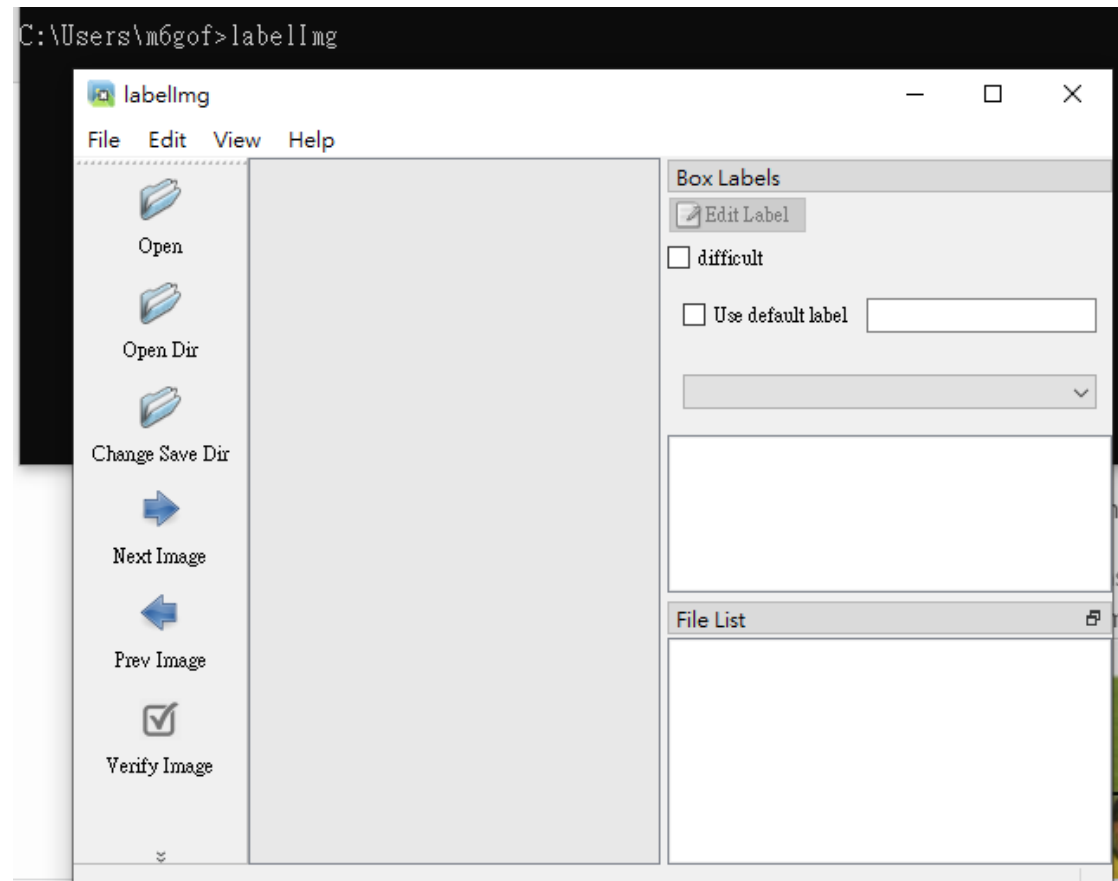 C:\Users\m6gof>labelImg
labelImg
File Edit View Help
Open
Open Dir
Change Save Dir
Next Image
Prev Image
Verify Image
Box Labels
Edit Label
difficult
Use default label
File List